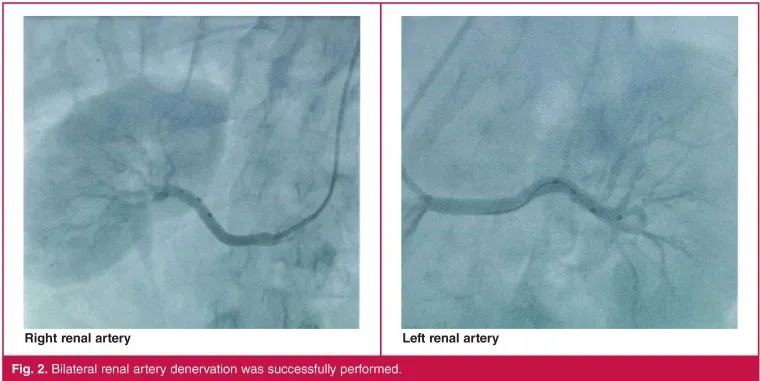 Right renal artery
Left renal artery
Fig. 2. Bilateral renal artery denervation was successfully performed.